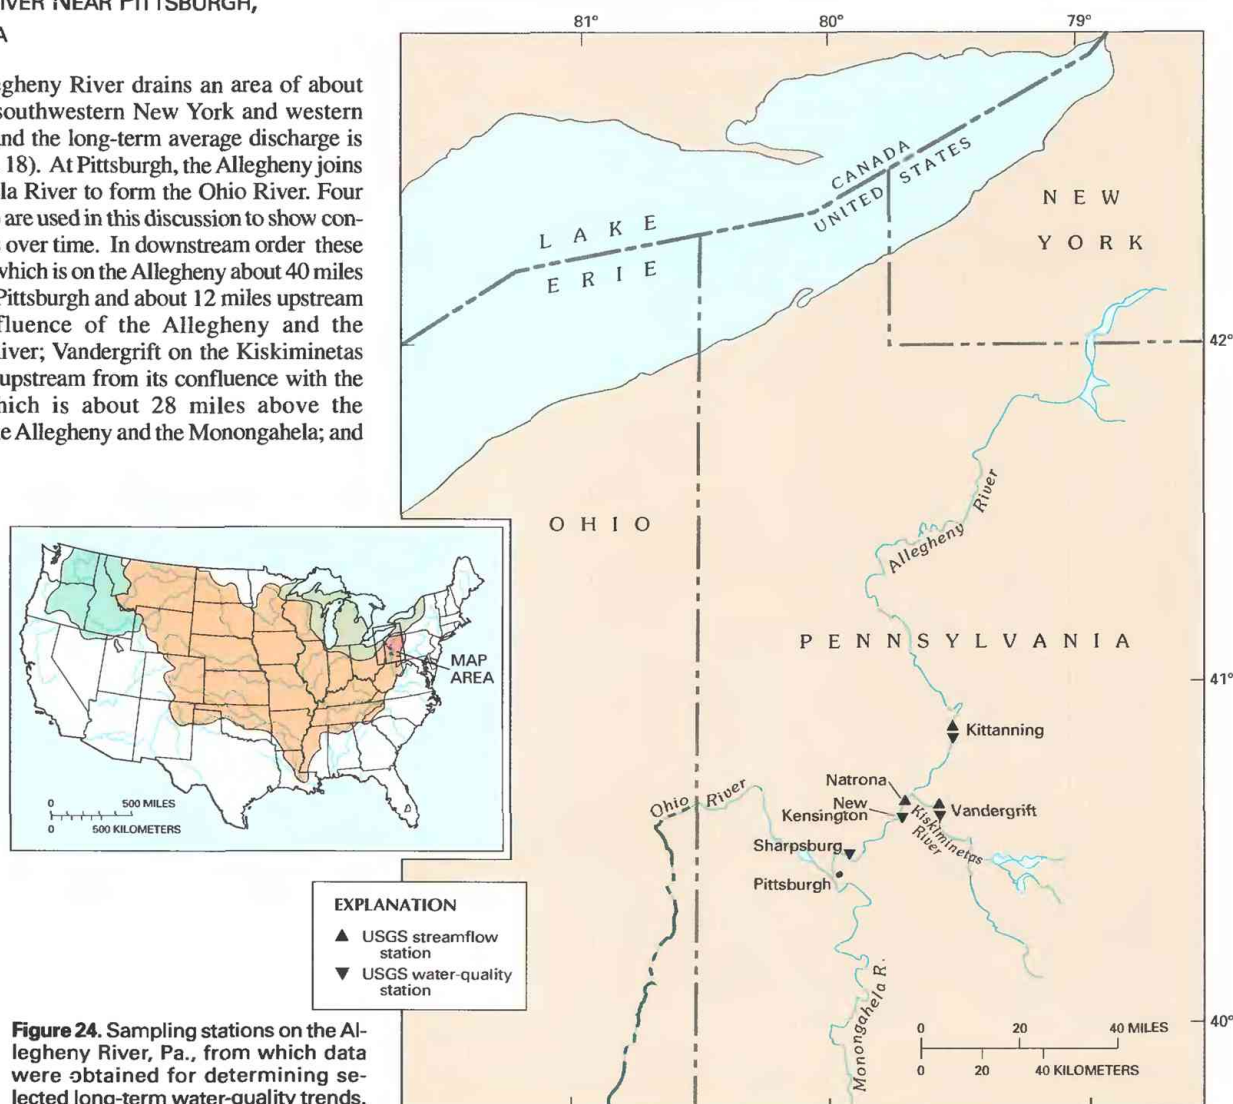 IVER NEAR PITTSBURGH,
A
egheny River drains an area of about
southwestern New York and western
and the long-term average discharge is
18). At Pittsburgh, the Allegheny joins
la River to form the Ohio River. Four
are used in this discussion to show con-
over time. In downstream order these
which is on the Allegheny about 40 miles
Pittsburgh and about 12 miles upstream
fluence of the Allegheny and the
iver; Vandergrift on the Kiskiminetas
upstream from its confluence with the
hich is about 28 miles above the
e Allegheny and the Monongahela; and
81° 80° 79°
CANADA
UNITED STATES
LAKE
ERIE
NEW
YORK
42°
OHIO
Allegheny River
PENNSYLVANIA
41°
Kittanning
Natrona
New
Kensington
Vandergrift
Kiskiminetas
River
Ohio River
Sharpsburg
Pittsburgh
Monongahela R.
40°
0 20 40 MILES
0 20 40 KILOMETERS
MAP
AREA
0 500 MILES
0 500 KILOMETERS
EXPLANATION
▲ USGS streamflow
station
▼ USGS water-quality
station
Figure 24. Sampling stations on the Al-
legheny River, Pa., from which data
were obtained for determining se-
lected long-term water-quality trends.